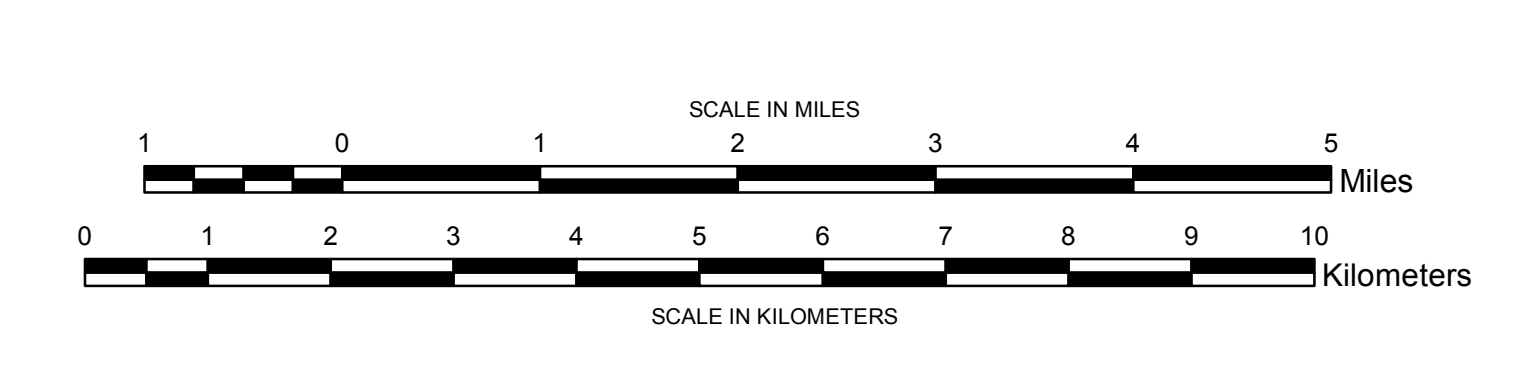 SCALE IN MILES
1 0 1 2 3 4 5
Miles
0 1 2 3 4 5 6 7 8 9 10
Kilometers
SCALE IN KILOMETERS